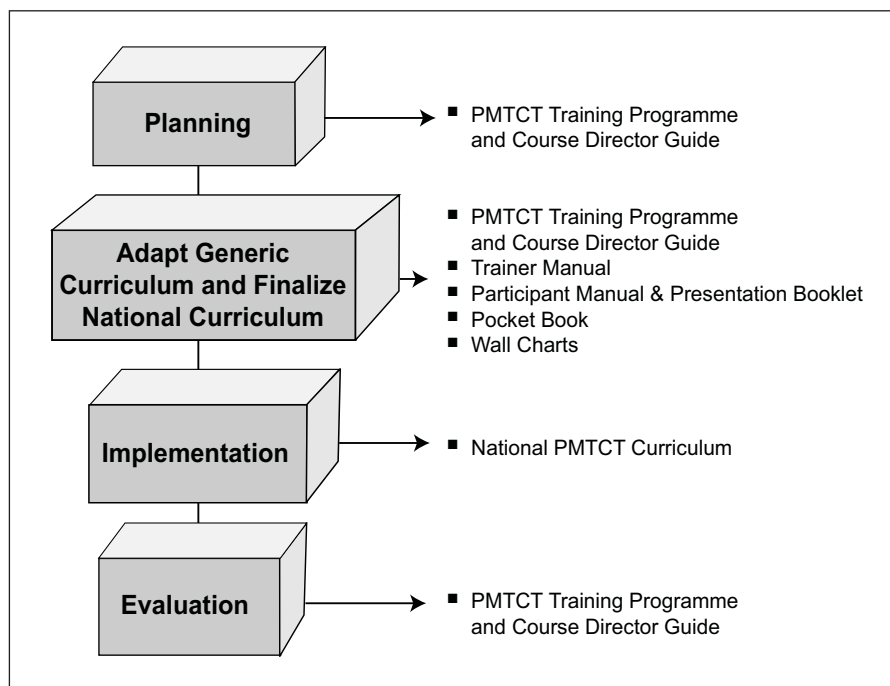 Planning
▪ PMTCT Training Programme
and Course Director Guide
Adapt Generic
Curriculum and Finalize
National Curriculum
▪ PMTCT Training Programme
and Course Director Guide
▪ Trainer Manual
▪ Participant Manual & Presentation Booklet
▪ Pocket Book
▪ Wall Charts
Implementation
▪ National PMTCT Curriculum
Evaluation
▪ PMTCT Training Programme
and Course Director Guide